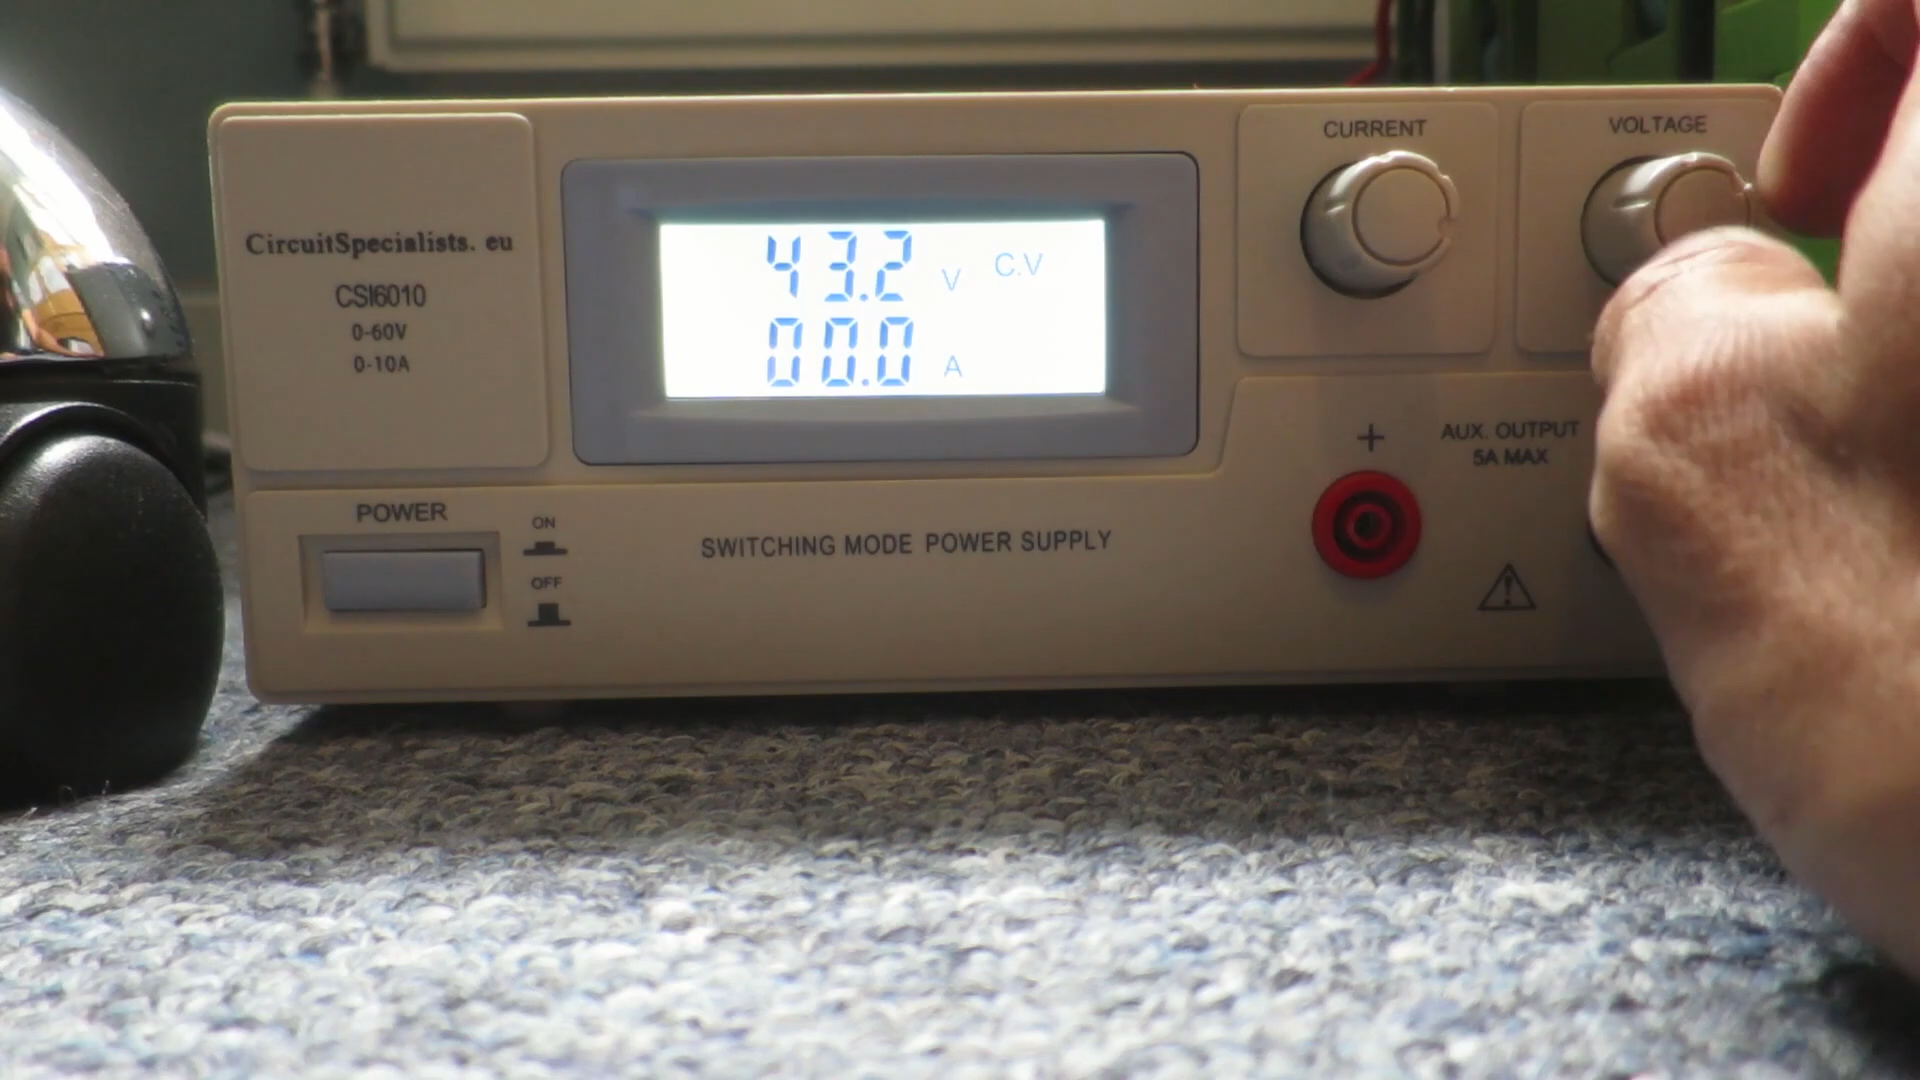 CircuitSpecialists. eu
CSI6010
0-60V
0-10A
43.2 V C.V
00.0 A
CURRENT
VOLTAGE
+
AUX. OUTPUT
5A MAX
POWER
ON
OFF
SWITCHING MODE POWER SUPPLY